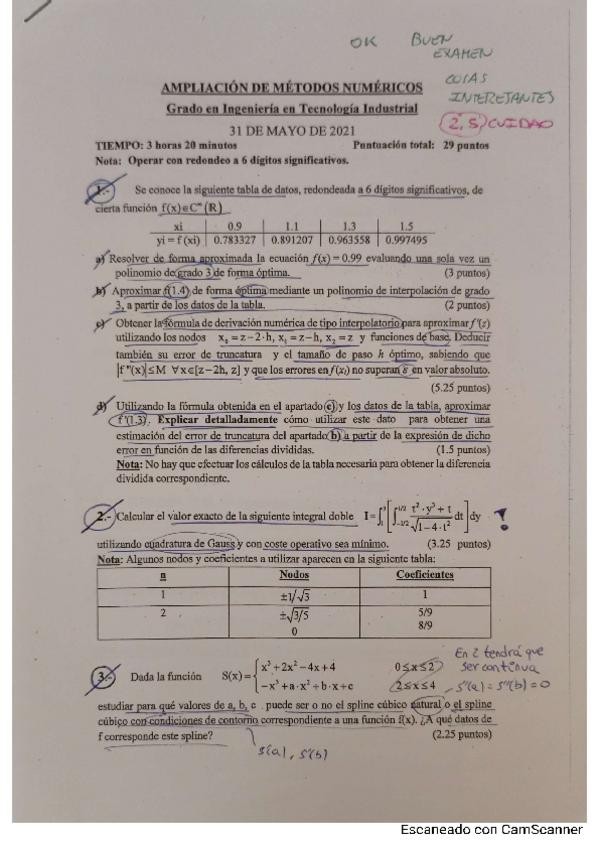 OK BUEN
EXAMEN
COSAS
INTERESANTES
2,5 CUIDAO
AMPLIACIÓN DE MÉTODOS NUMÉRICOS
Grado en Ingeniería en Tecnología Industrial
31 DE MAYO DE 2021
TIEMPO: 3 horas 20 minutos Puntuación total: 29 puntos
Nota: Operar con redondeo a 6 dígitos significativos.
1.- Se conoce la siguiente tabla de datos, redondeada a 6 dígitos significativos, de
cierta función f(x)∈C^∞(R)
xi 0.9 1.1 1.3 1.5
yi = f (xi) 0.783327 0.891207 0.963558 0.997495
a) Resolver de forma aproximada la ecuación f(x) = 0.99 evaluando una sola vez un
polinomio de grado 3 de forma óptima. (3 puntos)
b) Aproximar f(1.4) de forma óptima mediante un polinomio de interpolación de grado
3, a partir de los datos de la tabla. (2 puntos)
c) Obtener la fórmula de derivación numérica de tipo interpolatorio para aproximar f'(z)
utilizando los nodos x₀ = z−2·h, x₁ = z−h, x₂ = z y funciones de base. Deducir
también su error de truncatura y el tamaño de paso h óptimo, sabiendo que
|f'''(x)|≤M ∀x∈[z−2h, z] y que los errores en f(xᵢ) no superan ε en valor absoluto.
(5.25 puntos)
d) Utilizando la fórmula obtenida en el apartado c) y los datos de la tabla, aproximar
f'(1.3). Explicar detalladamente cómo utilizar este dato para obtener una
estimación del error de truncatura del apartado b) a partir de la expresión de dicho
error en función de las diferencias divididas. (1.5 puntos)
Nota: No hay que efectuar los cálculos de la tabla necesaria para obtener la diferencia
dividida correspondiente.
2.- Calcular el valor exacto de la siguiente integral doble I=∫₁³[∫₋₁/₂^1/2 t²·y³+t/√1−4·t² dt]dy !
utilizando cuadratura de Gauss y con coste operativo sea mínimo. (3.25 puntos)
Nota: Algunos nodos y coeficientes a utilizar aparecen en la siguiente tabla:
n Nodos Coeficientes
1 ±1/√3 1
2 ±√3/5 5/9
0 8/9
En 2 tendrá que
ser continua
3.- Dada la función S(x)={ x³+2x²−4x+4 0≤x≤2
−x³+a·x²+b·x+c 2≤x≤4 s''(a)=s''(b)=0
estudiar para qué valores de a, b, c puede ser o no el spline cúbico natural o el spline
cúbico con condiciones de contorno correspondiente a una función f(x). ¿A qué datos de
f corresponde este spline? (2.25 puntos)
s'(a), s'(b)
Escaneado con CamScanner